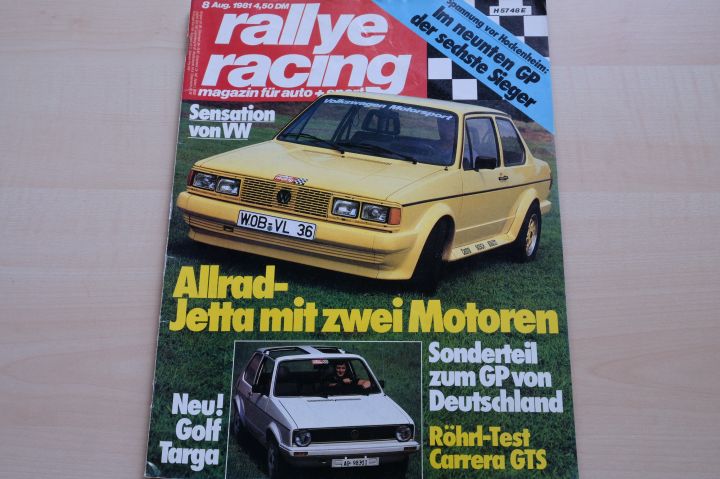 8 Aug. 1981 4,50 DM
H 5748 E
rallye
racing
magazin für auto + sport
Spannung vor Hockenheim:
Im neunten GP
der sechste Sieger
Sensation
von VW
Volkswagen Motorsport
WOB-VL 36
Allrad-
Jetta mit zwei Motoren
Neu!
Golf
Targa
Sonderteil
zum GP von
Deutschland
Röhrl-Test
Carrera GTS